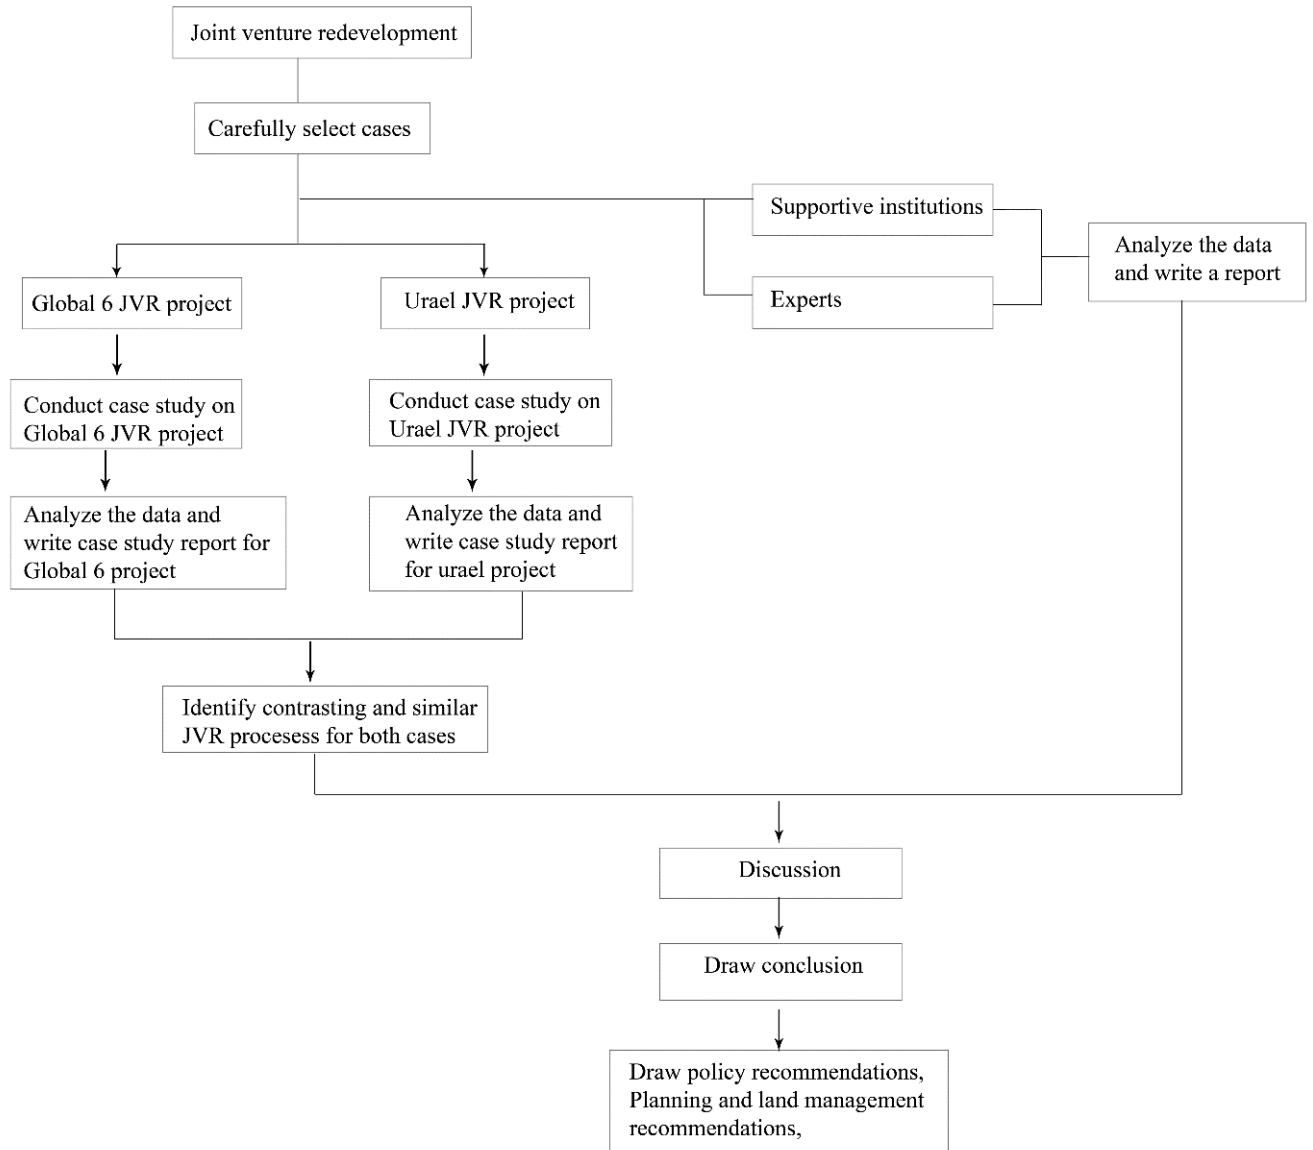 Joint venture redevelopment
Carefully select cases
Supportive institutions
Analyze the data
and write a report
Global 6 JVR project
Urael JVR project
Experts
Conduct case study on
Global 6 JVR project
Conduct case study on
Urael JVR project
Analyze the data and
write case study report for
Global 6 project
Analyze the data and
write case study report
for urael project
Identify contrasting and similar
JVR procesess for both cases
Discussion
Draw conclusion
Draw policy recommendations,
Planning and land management
recommendations,